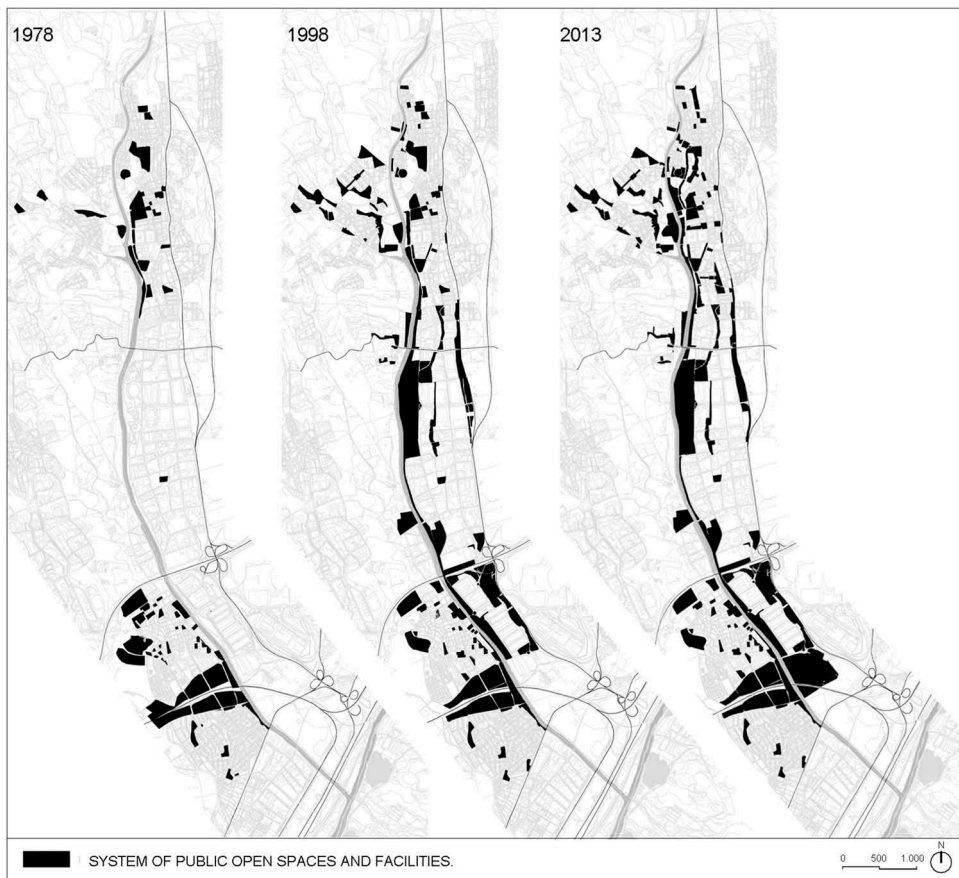 1978 1998 2013
SYSTEM OF PUBLIC OPEN SPACES AND FACILITIES.
0 500 1.000
N